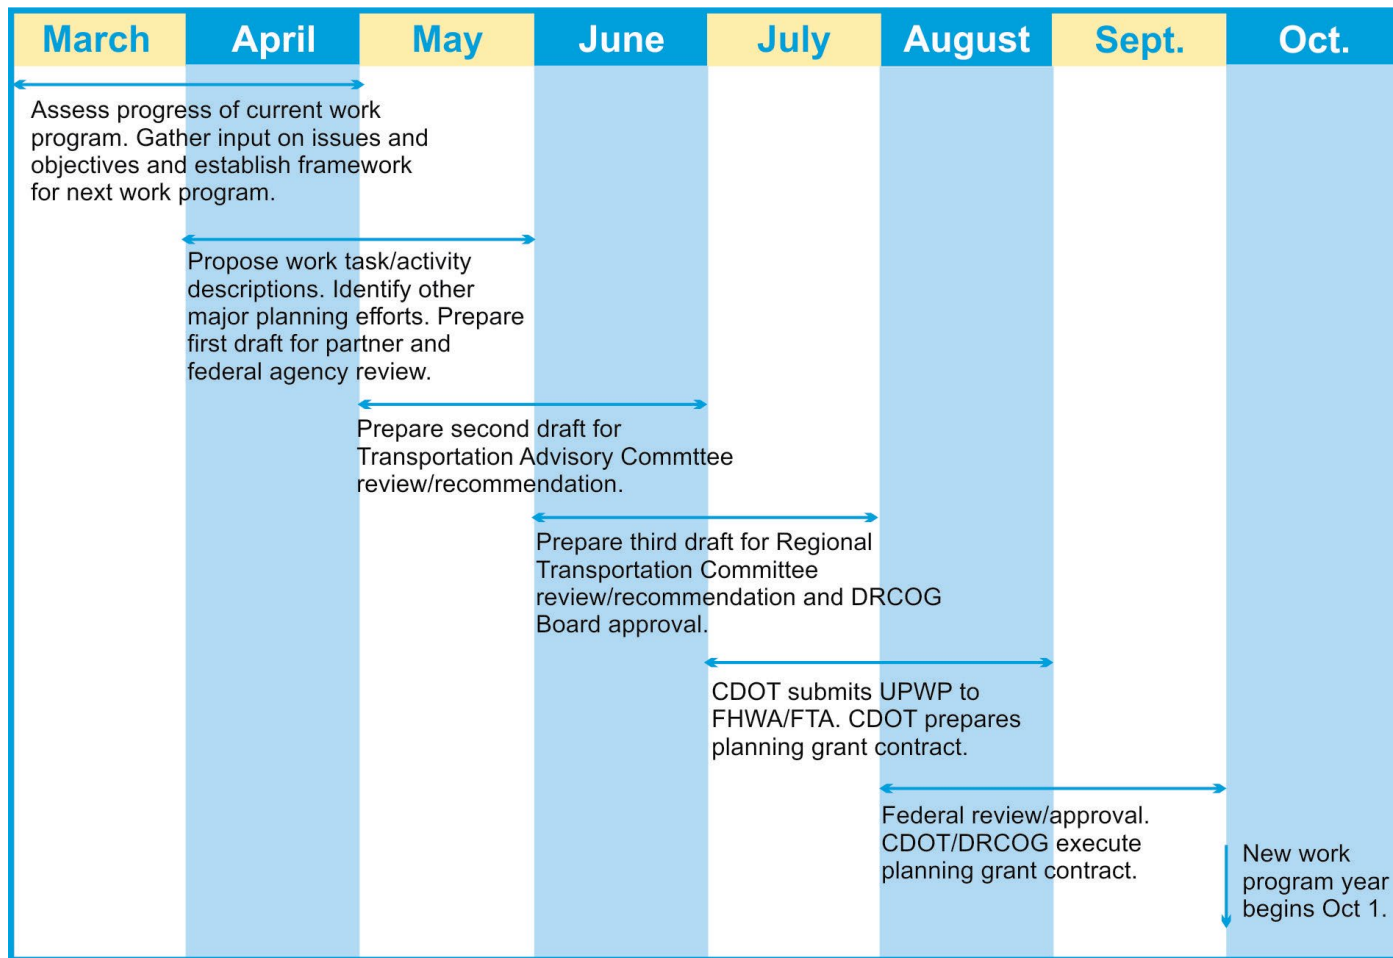 March April May June July August Sept. Oct.
Assess progress of current work
program. Gather input on issues and
objectives and establish framework
for next work program.
Propose work task/activity
descriptions. Identify other
major planning efforts. Prepare
first draft for partner and
federal agency review.
Prepare second draft for
Transportation Advisory Commttee
review/recommendation.
Prepare third draft for Regional
Transportation Committee
review/recommendation and DRCOG
Board approval.
CDOT submits UPWP to
FHWA/FTA. CDOT prepares
planning grant contract.
Federal review/approval.
CDOT/DRCOG execute
planning grant contract.
New work
program year
begins Oct 1.